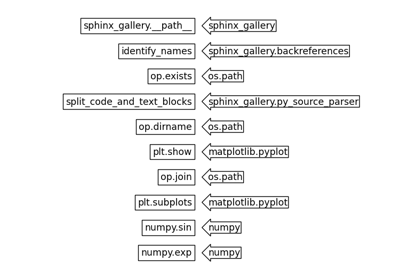 sphinx_gallery.__path__ sphinx_gallery
identify_names sphinx_gallery.backreferences
op.exists os.path
split_code_and_text_blocks sphinx_gallery.py_source_parser
op.dirname os.path
plt.show matplotlib.pyplot
op.join os.path
plt.subplots matplotlib.pyplot
numpy.sin numpy
numpy.exp numpy